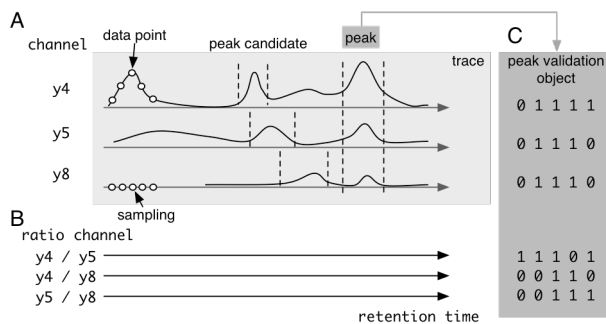 A
data point
channel
peak candidate
peak
C
trace
peak validation
object
y4
0 1 1 1 1
y5
0 1 1 1 0
y8
0 1 1 1 0
sampling
B
ratio channel
y4 / y5
1 1 1 0 1
y4 / y8
0 0 1 1 0
y5 / y8
0 0 1 1 1
retention time